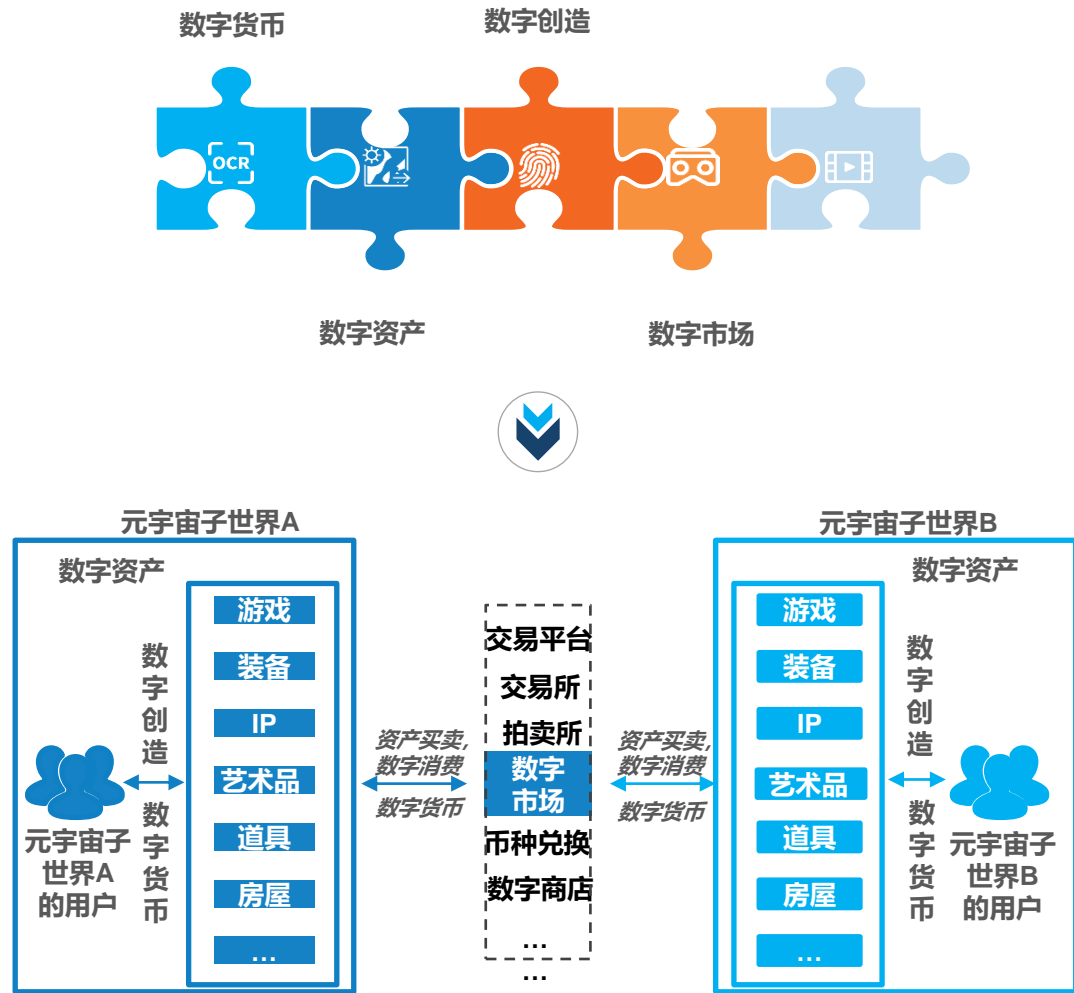 数字货币
数字创造
OCR
数字资产
数字市场
元宇宙子世界A
数字资产
游戏
装备
IP
艺术品
道具
房屋
...
数字创造
数字货币
元宇宙子
世界A
的用户
资产买卖,
数字消费
数字货币
交易平台
交易所
拍卖所
数字
市场
币种兑换
数字商店
...
...
资产买卖,
数字消费
数字货币
元宇宙子世界B
数字资产
游戏
装备
IP
艺术品
道具
房屋
...
数字创造
数字货币
元宇宙子
世界B
的用户